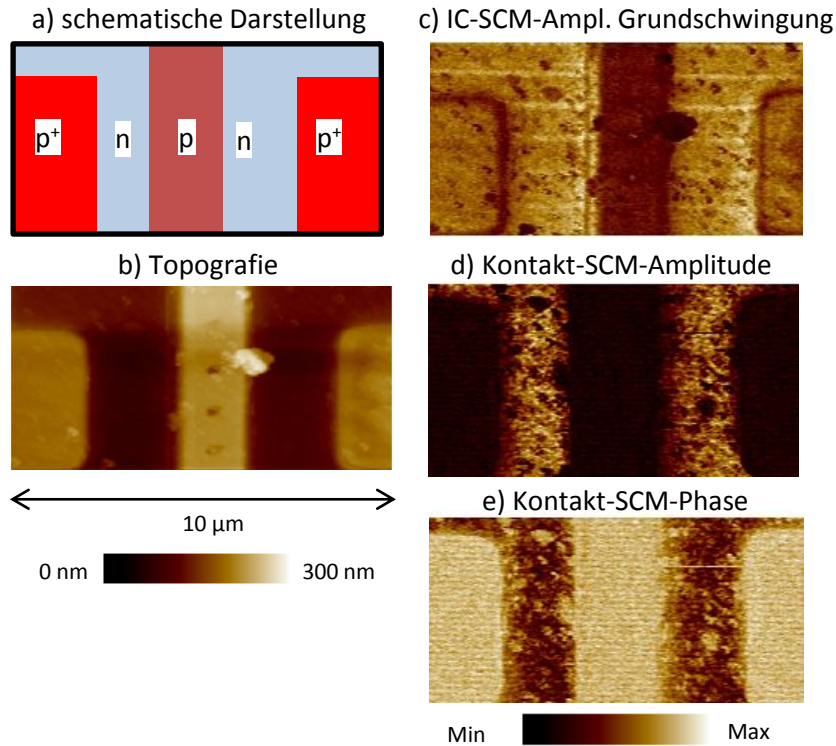 a) schematische Darstellung
p+ n p n p+
b) Topografie
10 µm
0 nm 300 nm
c) IC-SCM-Ampl. Grundschwingung
d) Kontakt-SCM-Amplitude
e) Kontakt-SCM-Phase
Min Max